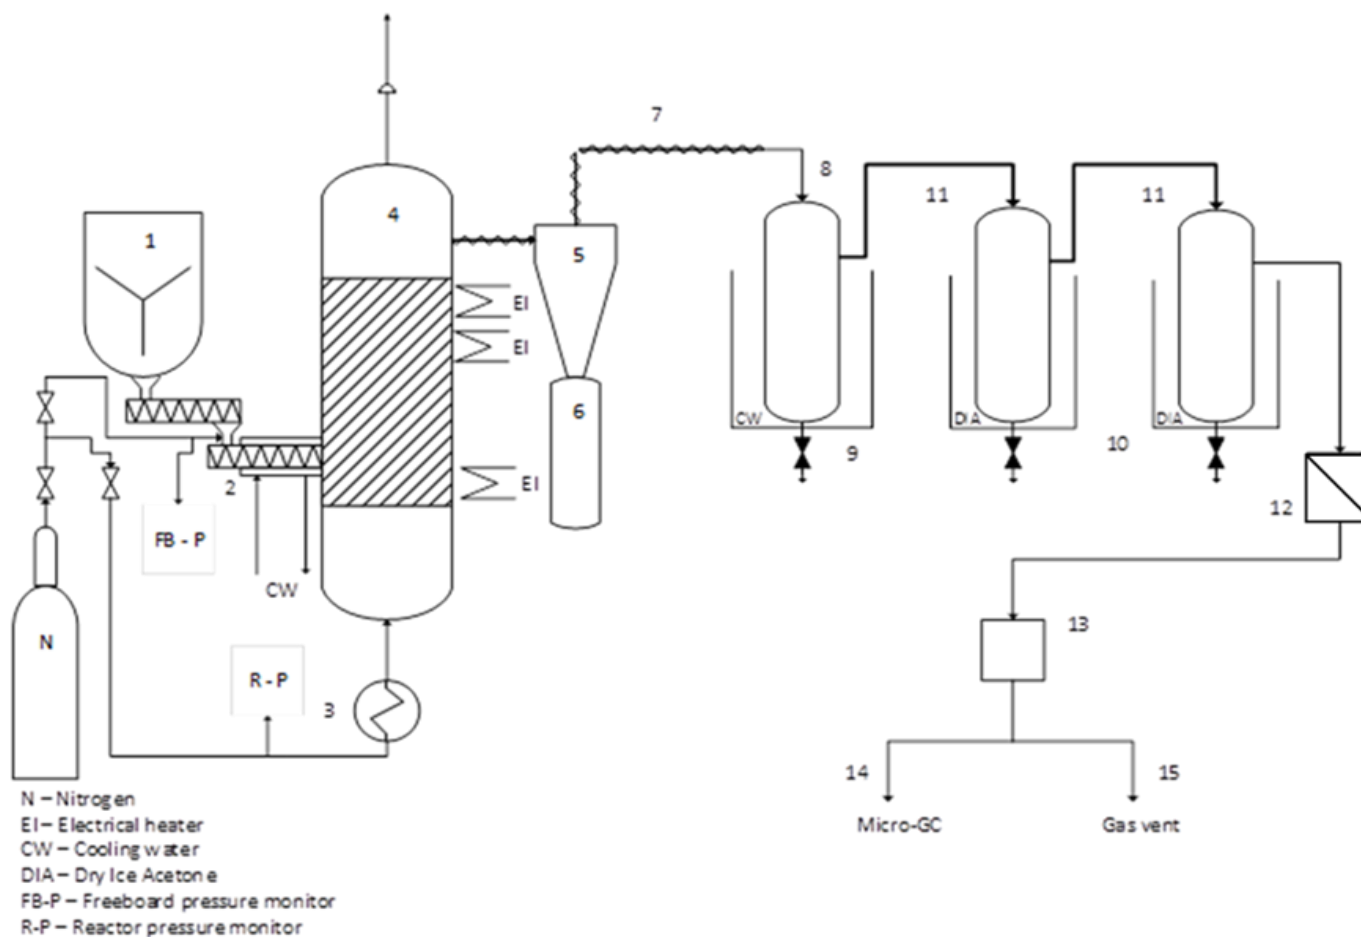 7
8
11
11
4
1
5
EI
EI
6
CW
DIA
DIA
9
10
2
EI
12
FB - P
CW
N
13
R - P
3
14
15
Micro-GC
Gas vent
N – Nitrogen
EI – Electrical heater
CW – Cooling water
DIA – Dry Ice Acetone
FB-P – Freeboard pressure monitor
R-P – Reactor pressure monitor